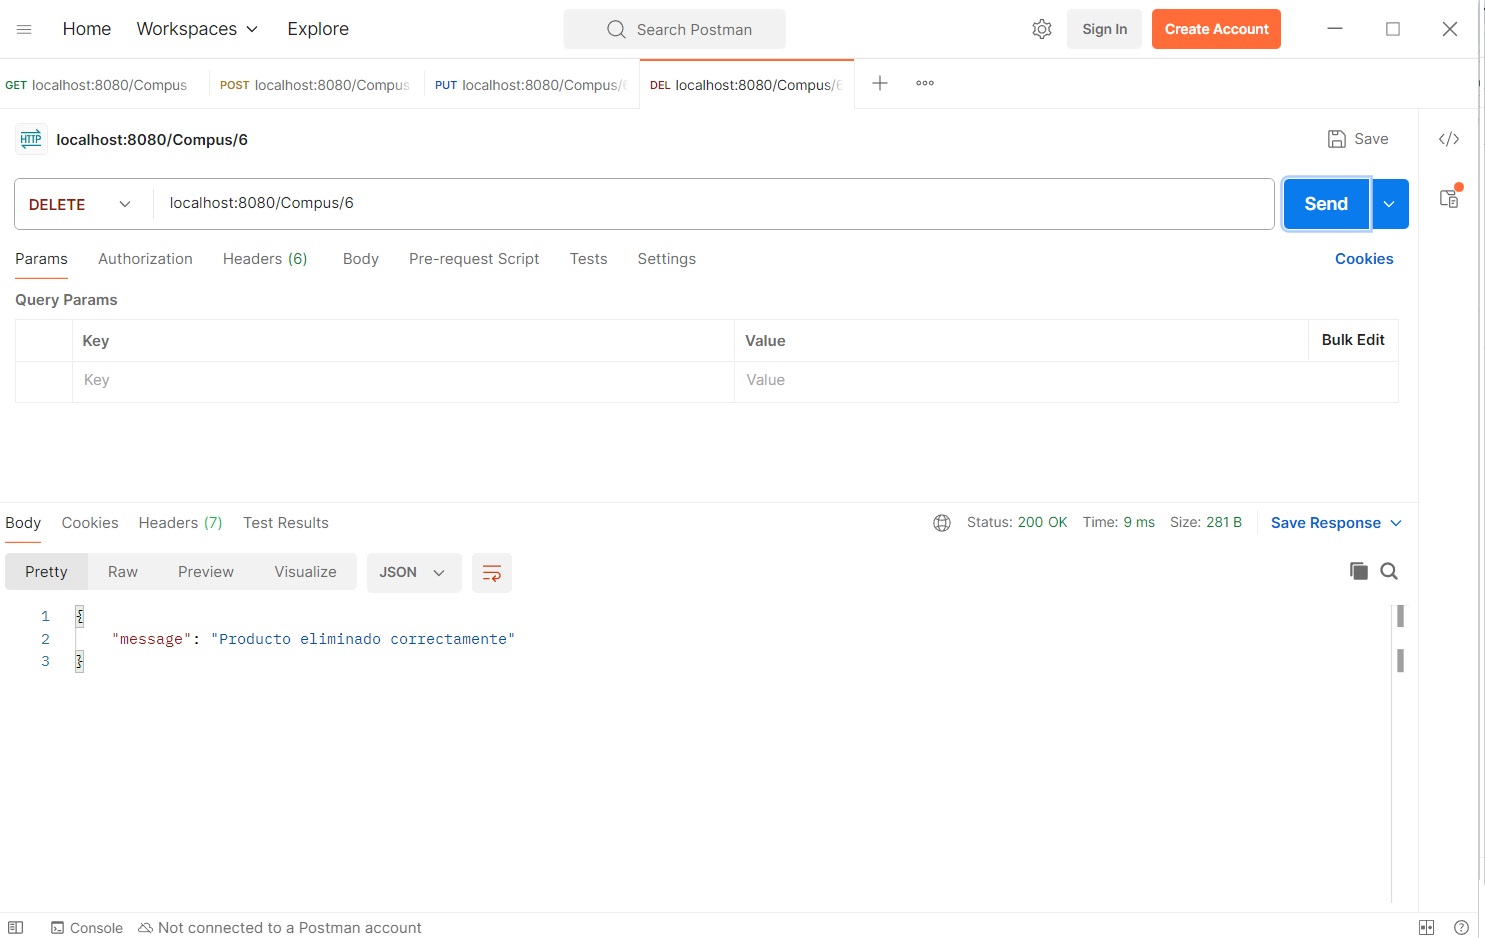 Home Workspaces Explore Search Postman Sign In Create Account
GET localhost:8080/Compus POST localhost:8080/Compus PUT localhost:8080/Compus/6 DEL localhost:8080/Compus/6
HTTP localhost:8080/Compus/6 Save </>
DELETE localhost:8080/Compus/6 Send
Params Authorization Headers (6) Body Pre-request Script Tests Settings Cookies
Query Params
Key Value Bulk Edit
Key Value
Body Cookies Headers (7) Test Results Status: 200 OK Time: 9 ms Size: 281 B Save Response
Pretty Raw Preview Visualize JSON
1 {
2 "message": "Producto eliminado correctamente"
3 }
Console Not connected to a Postman account